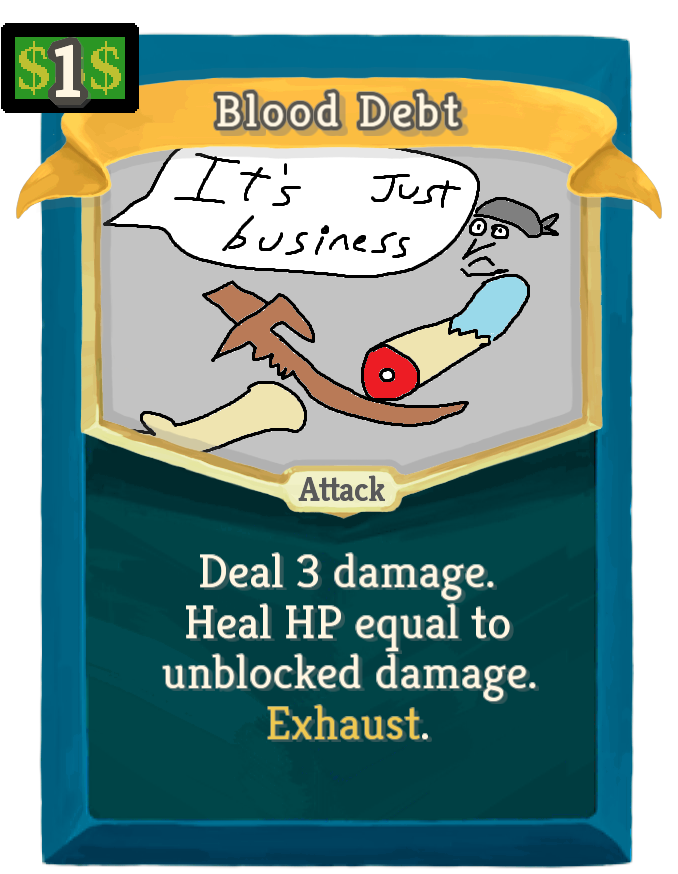 $1$
Blood Debt
It's Just
business
Attack
Deal 3 damage.
Heal HP equal to
unblocked damage.
Exhaust.